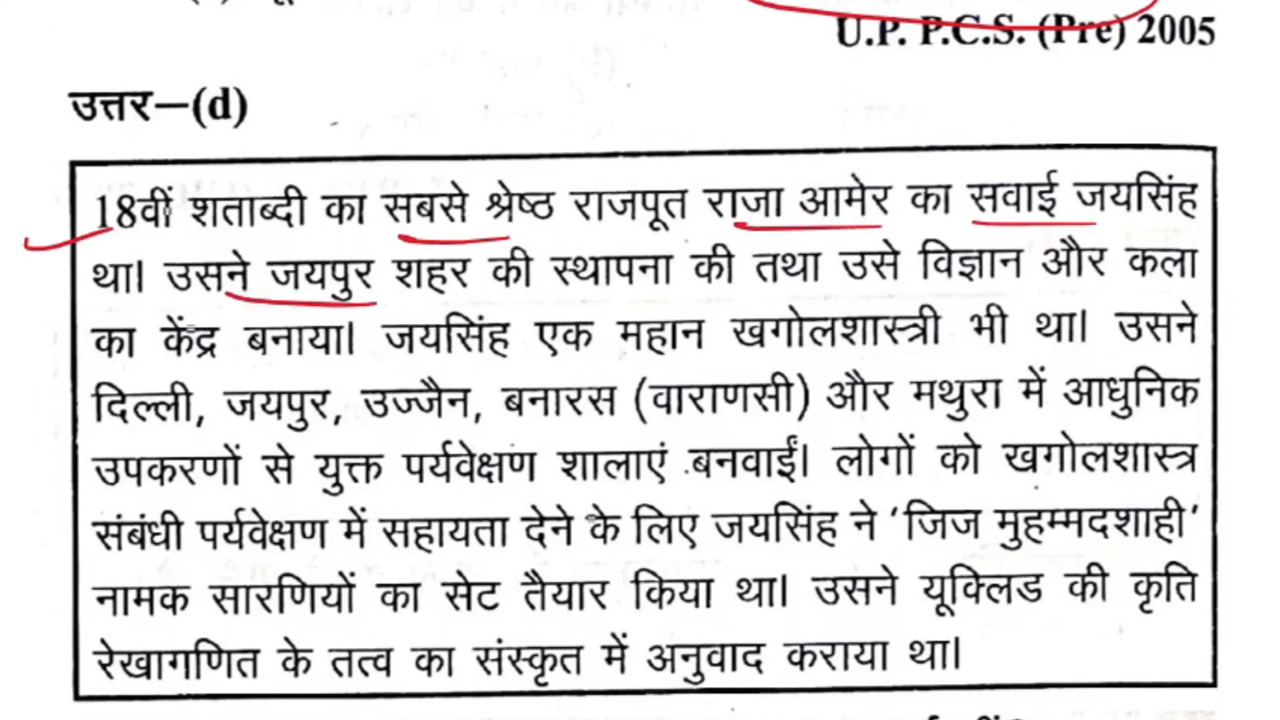 U.P. P.C.S. (Pre) 2005
उत्तर—(d)
18वीं शताब्दी का सबसे श्रेष्ठ राजपूत राजा आमेर का सवाई जयसिंह
था। उसने जयपुर शहर की स्थापना की तथा उसे विज्ञान और कला
का केंद्र बनाया। जयसिंह एक महान खगोलशास्त्री भी था। उसने
दिल्ली, जयपुर, उज्जैन, बनारस (वाराणसी) और मथुरा में आधुनिक
उपकरणों से युक्त पर्यवेक्षण शालाएं बनवाईं। लोगों को खगोलशास्त्र
संबंधी पर्यवेक्षण में सहायता देने के लिए जयसिंह ने 'जिज मुहम्मदशाही'
नामक सारणियों का सेट तैयार किया था। उसने यूक्लिड की कृति
रेखागणित के तत्व का संस्कृत में अनुवाद कराया था।